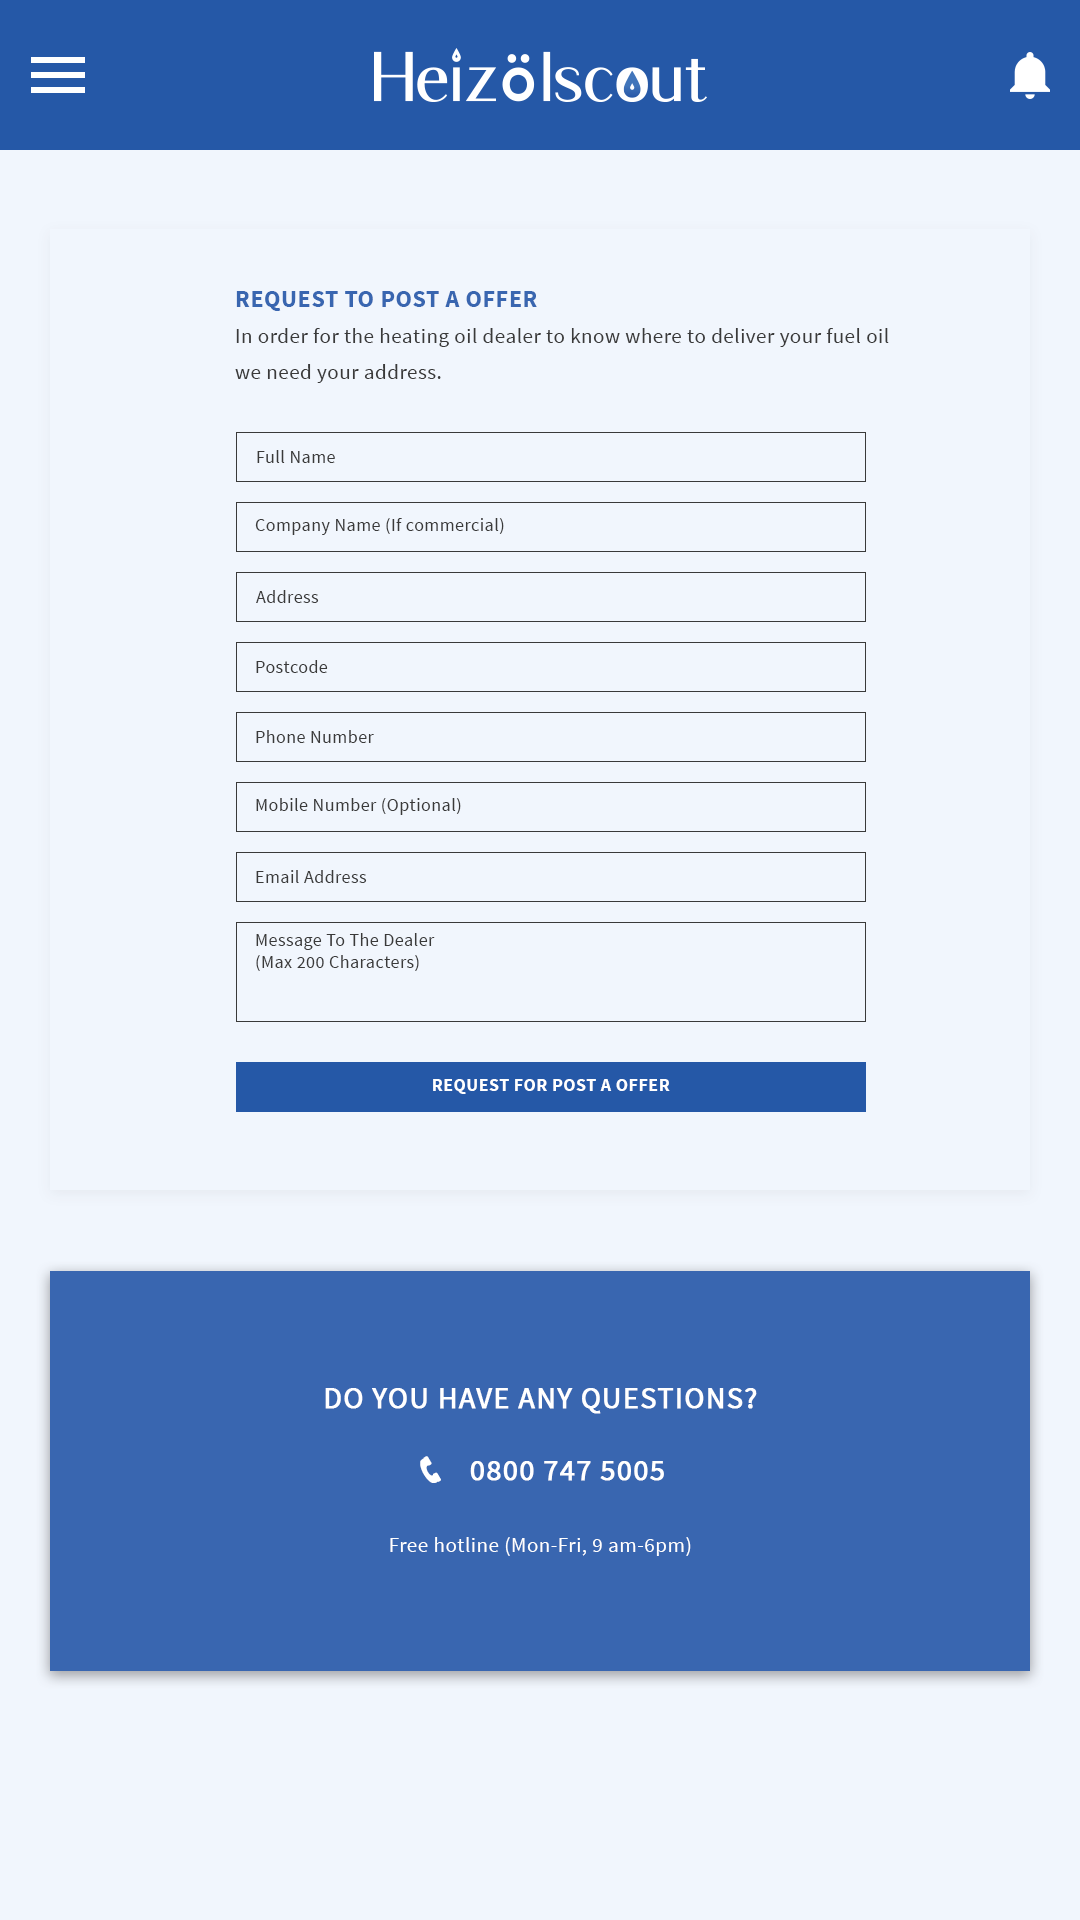 Heizölscout
REQUEST TO POST A OFFER
In order for the heating oil dealer to know where to deliver your fuel oil
we need your address.
Full Name
Company Name (If commercial)
Address
Postcode
Phone Number
Mobile Number (Optional)
Email Address
Message To The Dealer
(Max 200 Characters)
REQUEST FOR POST A OFFER
DO YOU HAVE ANY QUESTIONS?
0800 747 5005
Free hotline (Mon-Fri, 9 am-6pm)